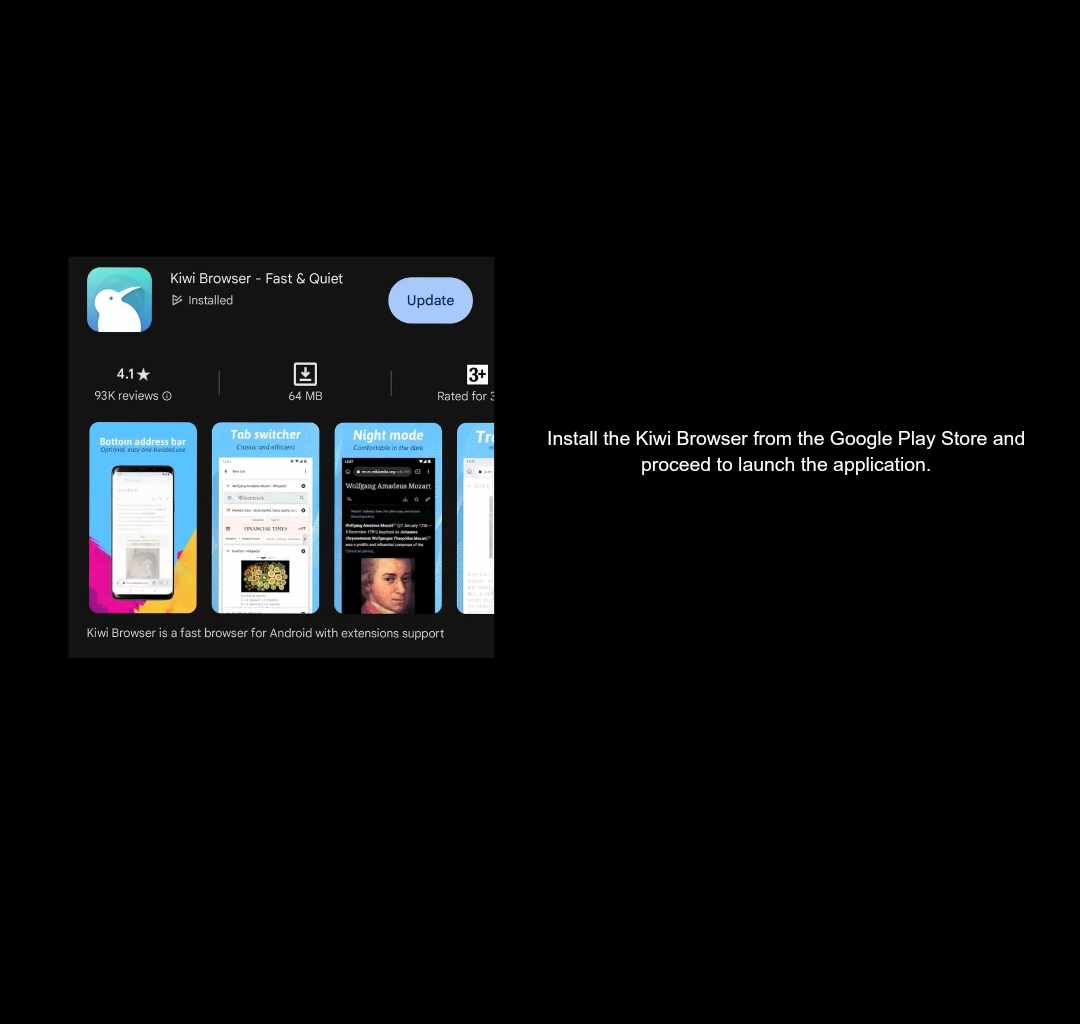 Kiwi Browser - Fast & Quiet
Installed
Update
4.1★
93K reviews
64 MB
3+
Rated for 3
Bottom address bar
Optional, easy one-handed use
Tab switcher
Classic and efficient
FINANCIAL TIMES
Night mode
Comfortable in the dark
Wolfgang Amadeus Mozart
Tr
Kiwi Browser is a fast browser for Android with extensions support
Install the Kiwi Browser from the Google Play Store and
proceed to launch the application.